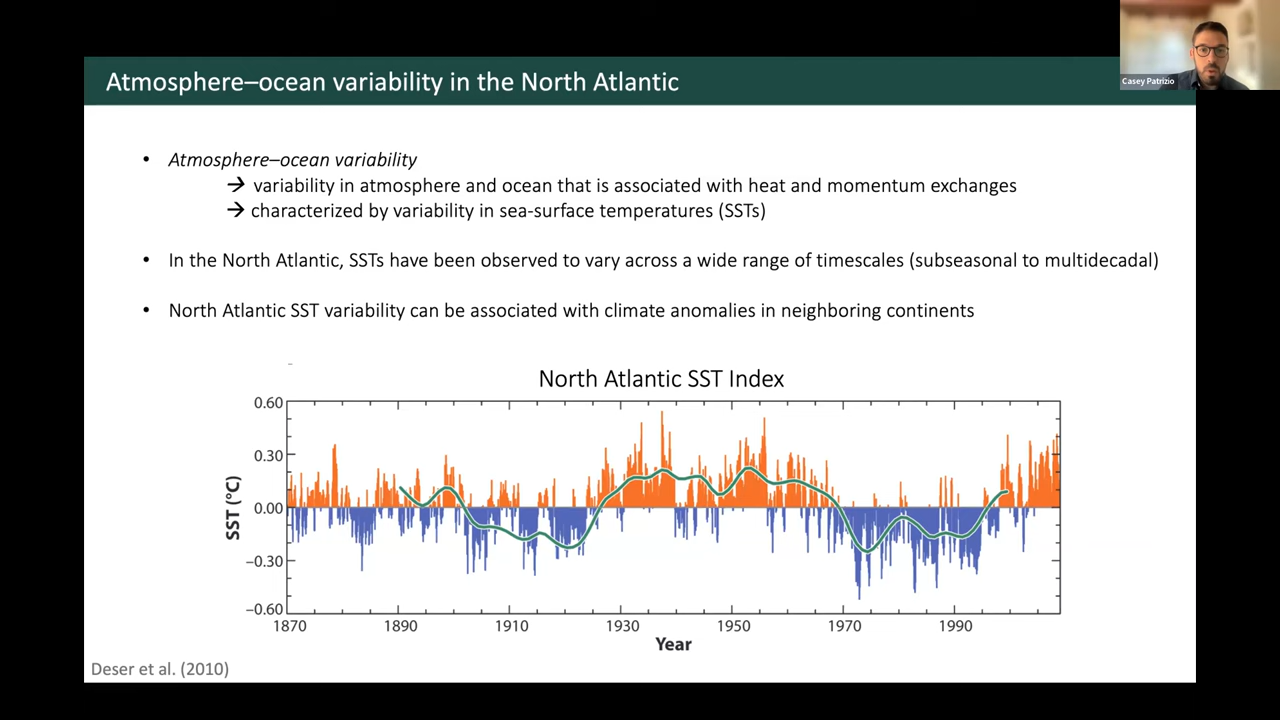 Atmosphere–ocean variability in the North Atlantic
Casey Patrizio
• Atmosphere–ocean variability
→ variability in atmosphere and ocean that is associated with heat and momentum exchanges
→ characterized by variability in sea-surface temperatures (SSTs)
• In the North Atlantic, SSTs have been observed to vary across a wide range of timescales (subseasonal to multidecadal)
• North Atlantic SST variability can be associated with climate anomalies in neighboring continents
North Atlantic SST Index
0.60
0.30
0.00
−0.30
−0.60
SST (°C)
1870 1890 1910 1930 1950 1970 1990
Year
Deser et al. (2010)